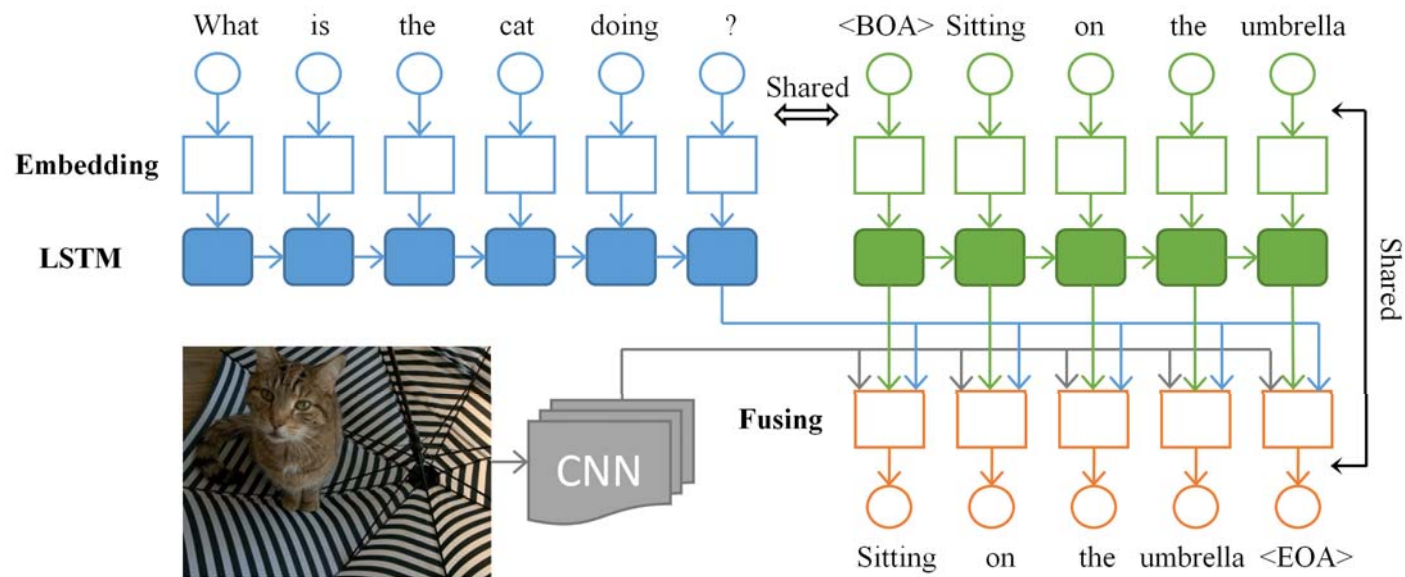 What is the cat doing ? <BOA> Sitting on the umbrella
Shared
Embedding
LSTM
Shared
Fusing
CNN
Sitting on the umbrella <EOA>